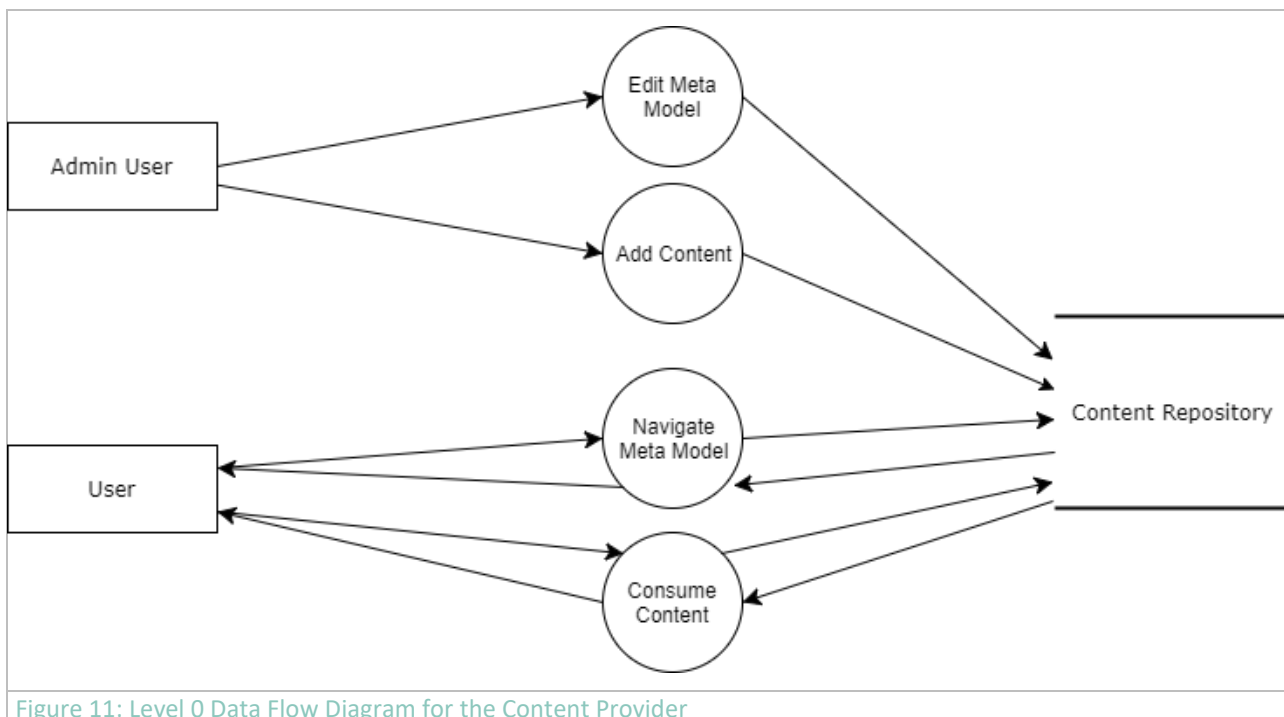 Edit Meta
Model
Admin User
Add Content
Navigate
Meta Model
Content Repository
User
Consume
Content
Figure 11: Level 0 Data Flow Diagram for the Content Provider